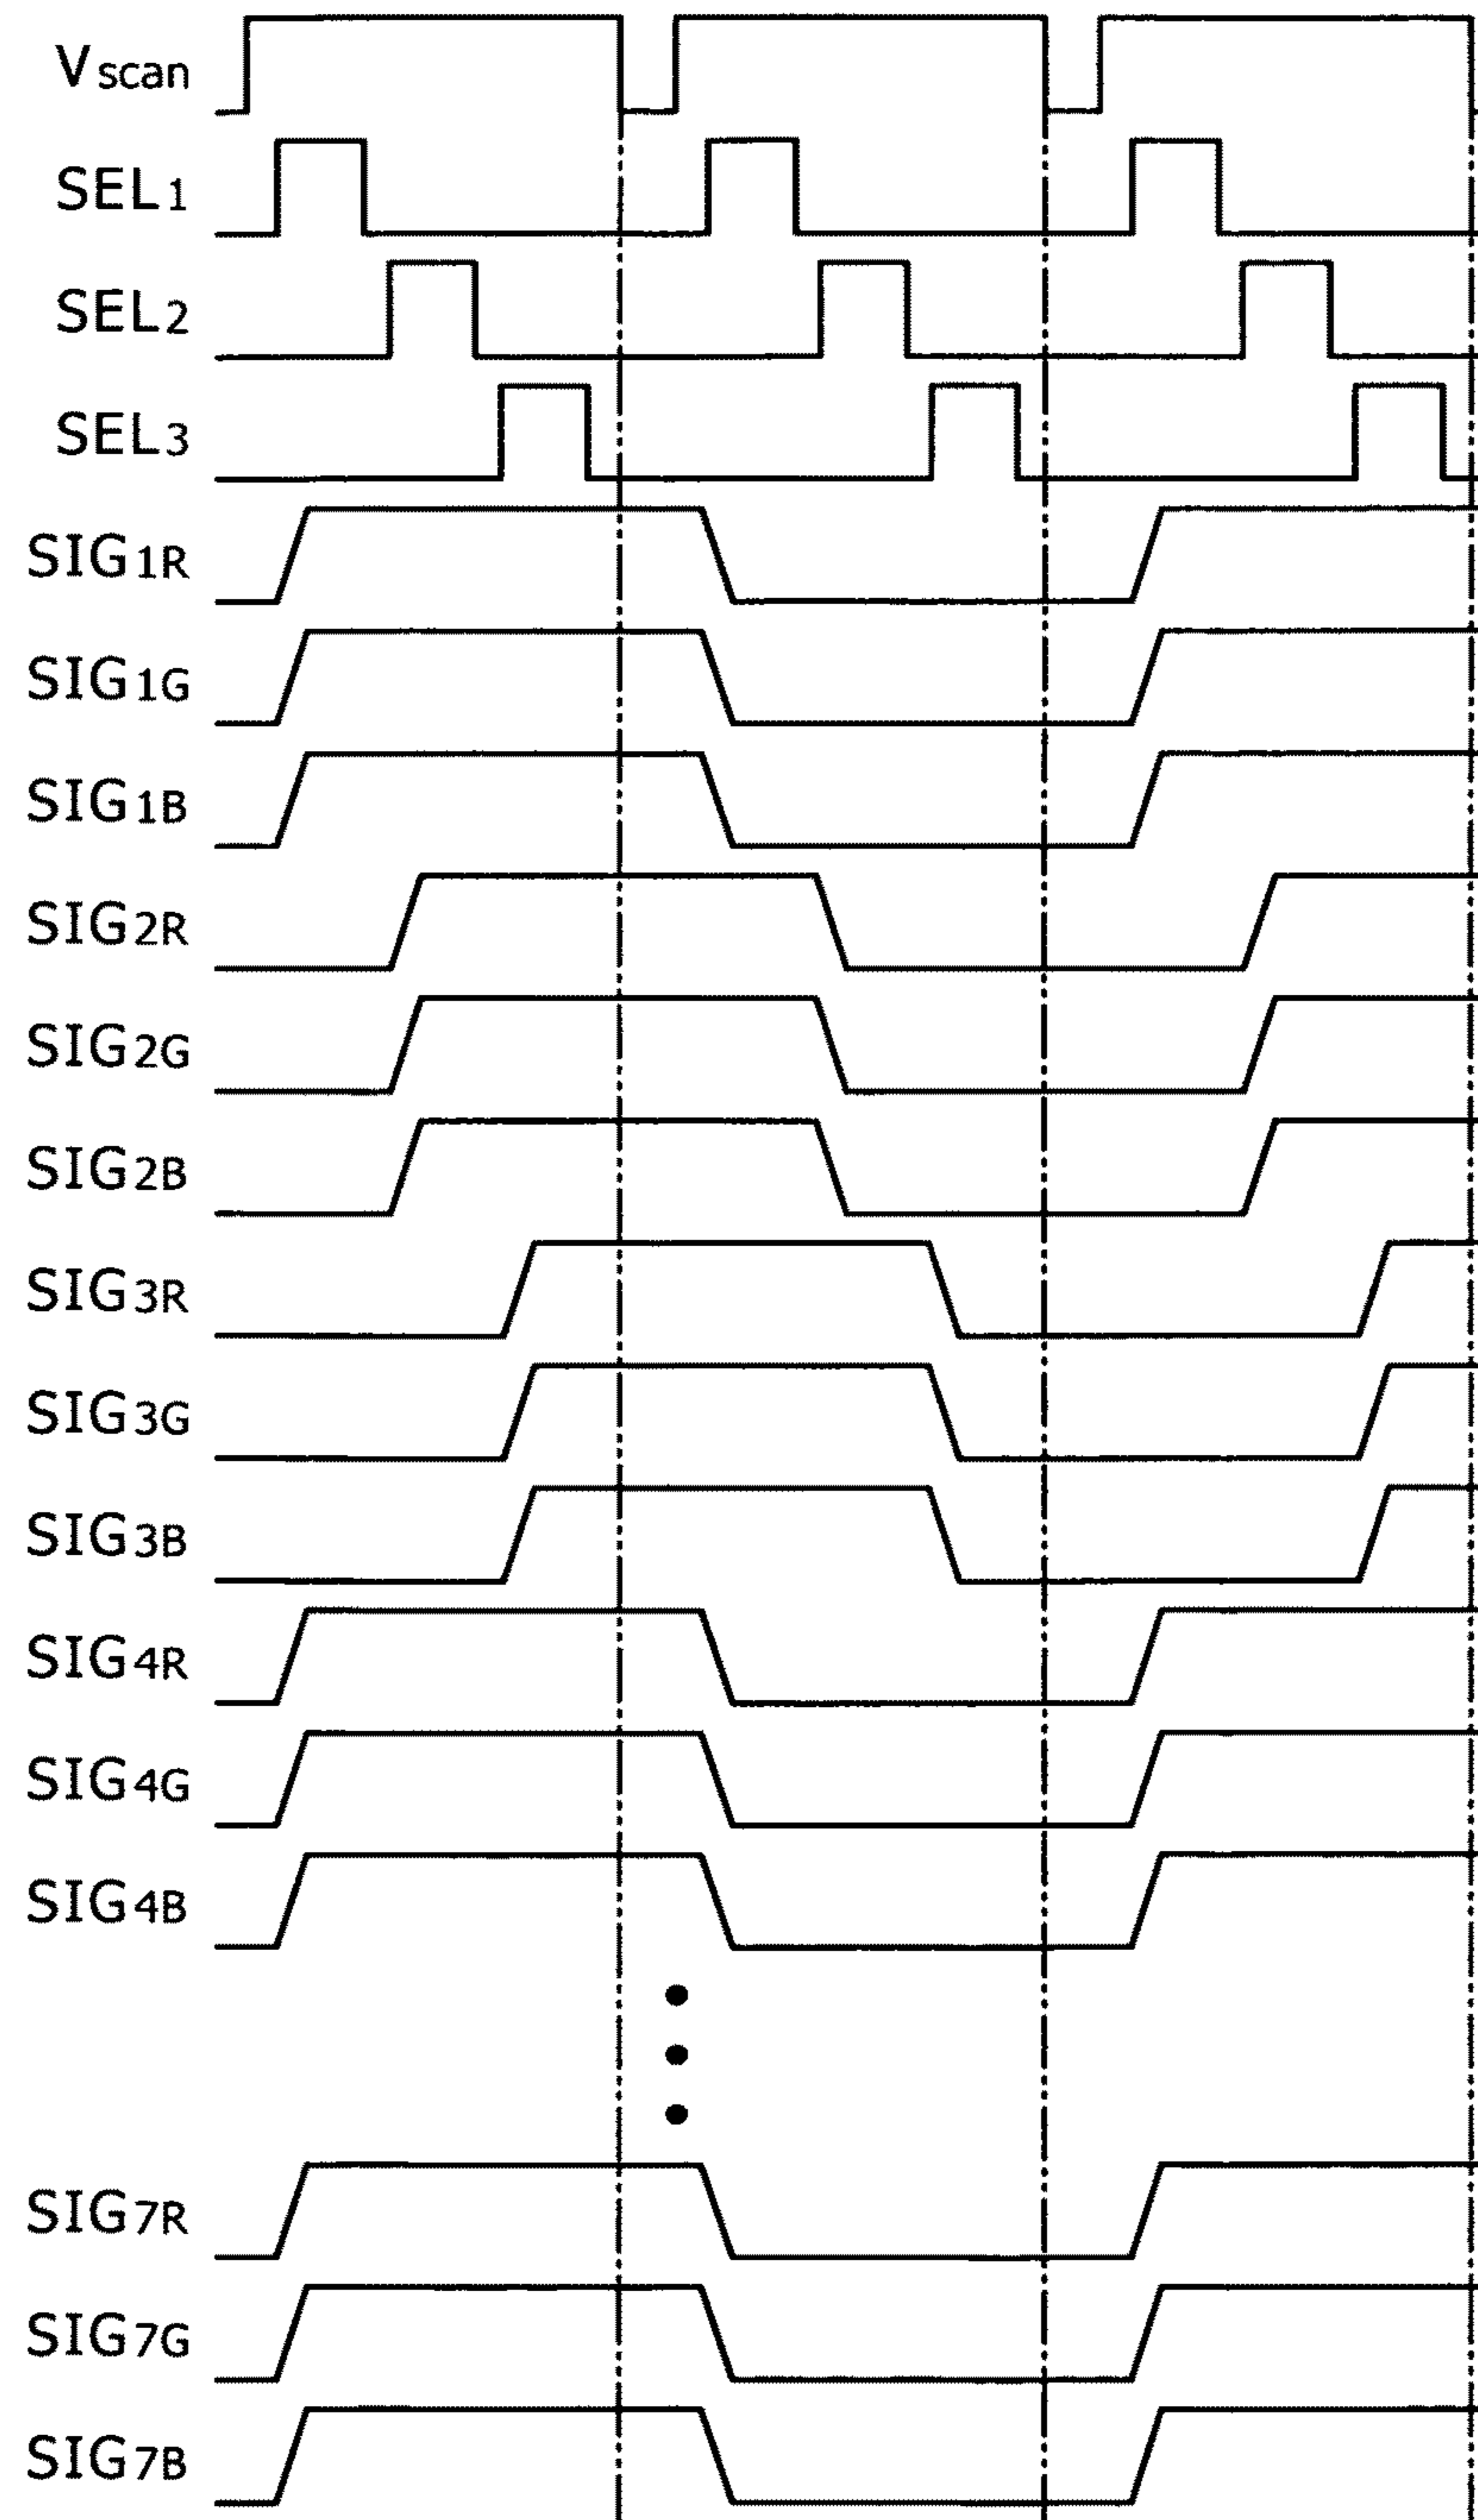 Vscan
SEL1
SEL2
SEL3
SIG1R
SIG1G
SIG1B
SIG2R
SIG2G
SIG2B
SIG3R
SIG3G
SIG3B
SIG4R
SIG4G
SIG4B
SIG7R
SIG7G
SIG7B